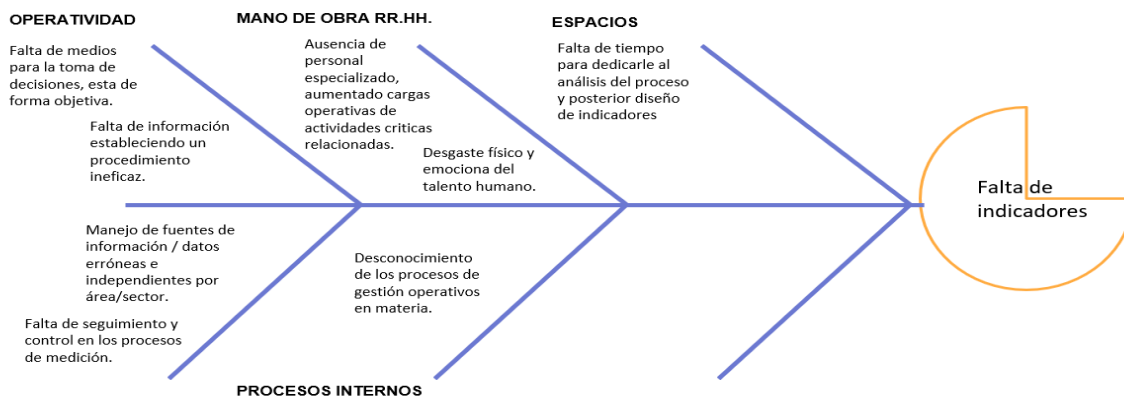 OPERATIVIDAD
Falta de medios
para la toma de
decisiones, esta de
forma objetiva.
Falta de información
estableciendo un
procedimiento
ineficaz.
MANO DE OBRA RR.HH.
Ausencia de
personal
especializado,
aumentado cargas
operativas de
actividades criticas
relacionadas.
Desgaste físico y
emociona del
talento humano.
ESPACIOS
Falta de tiempo
para dedicarle al
análisis del proceso
y posterior diseño
de indicadores
Falta de
indicadores
Manejo de fuentes de
información / datos
erróneas e
independientes por
área/sector.
Falta de seguimiento y
control en los procesos
de medición.
Desconocimiento
de los procesos de
gestión operativos
en materia.
PROCESOS INTERNOS